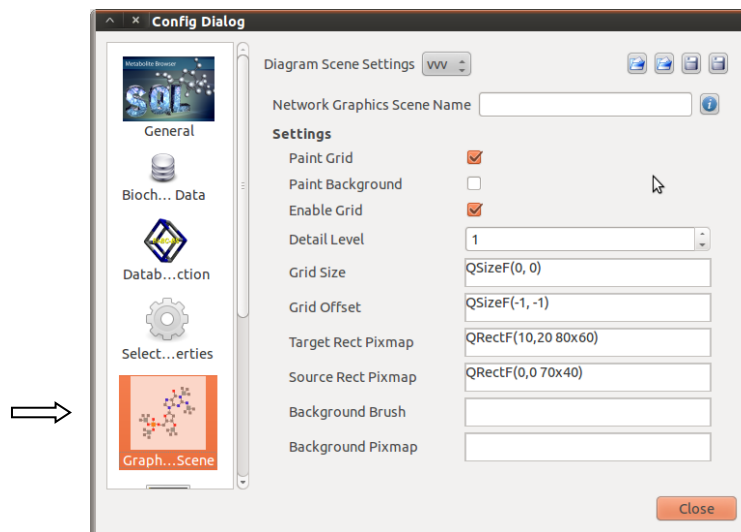 Config Dialog
Metabolite Browser
SQL
General
Bioch... Data
Datab...ction
Select...erties
Graph...Scene
Diagram Scene Settings vvv
Network Graphics Scene Name
Settings
Paint Grid
Paint Background
Enable Grid
Detail Level 1
Grid Size QSizeF(0, 0)
Grid Offset QSizeF(-1, -1)
Target Rect Pixmap QRectF(10,20 80x60)
Source Rect Pixmap QRectF(0,0 70x40)
Background Brush
Background Pixmap
Close